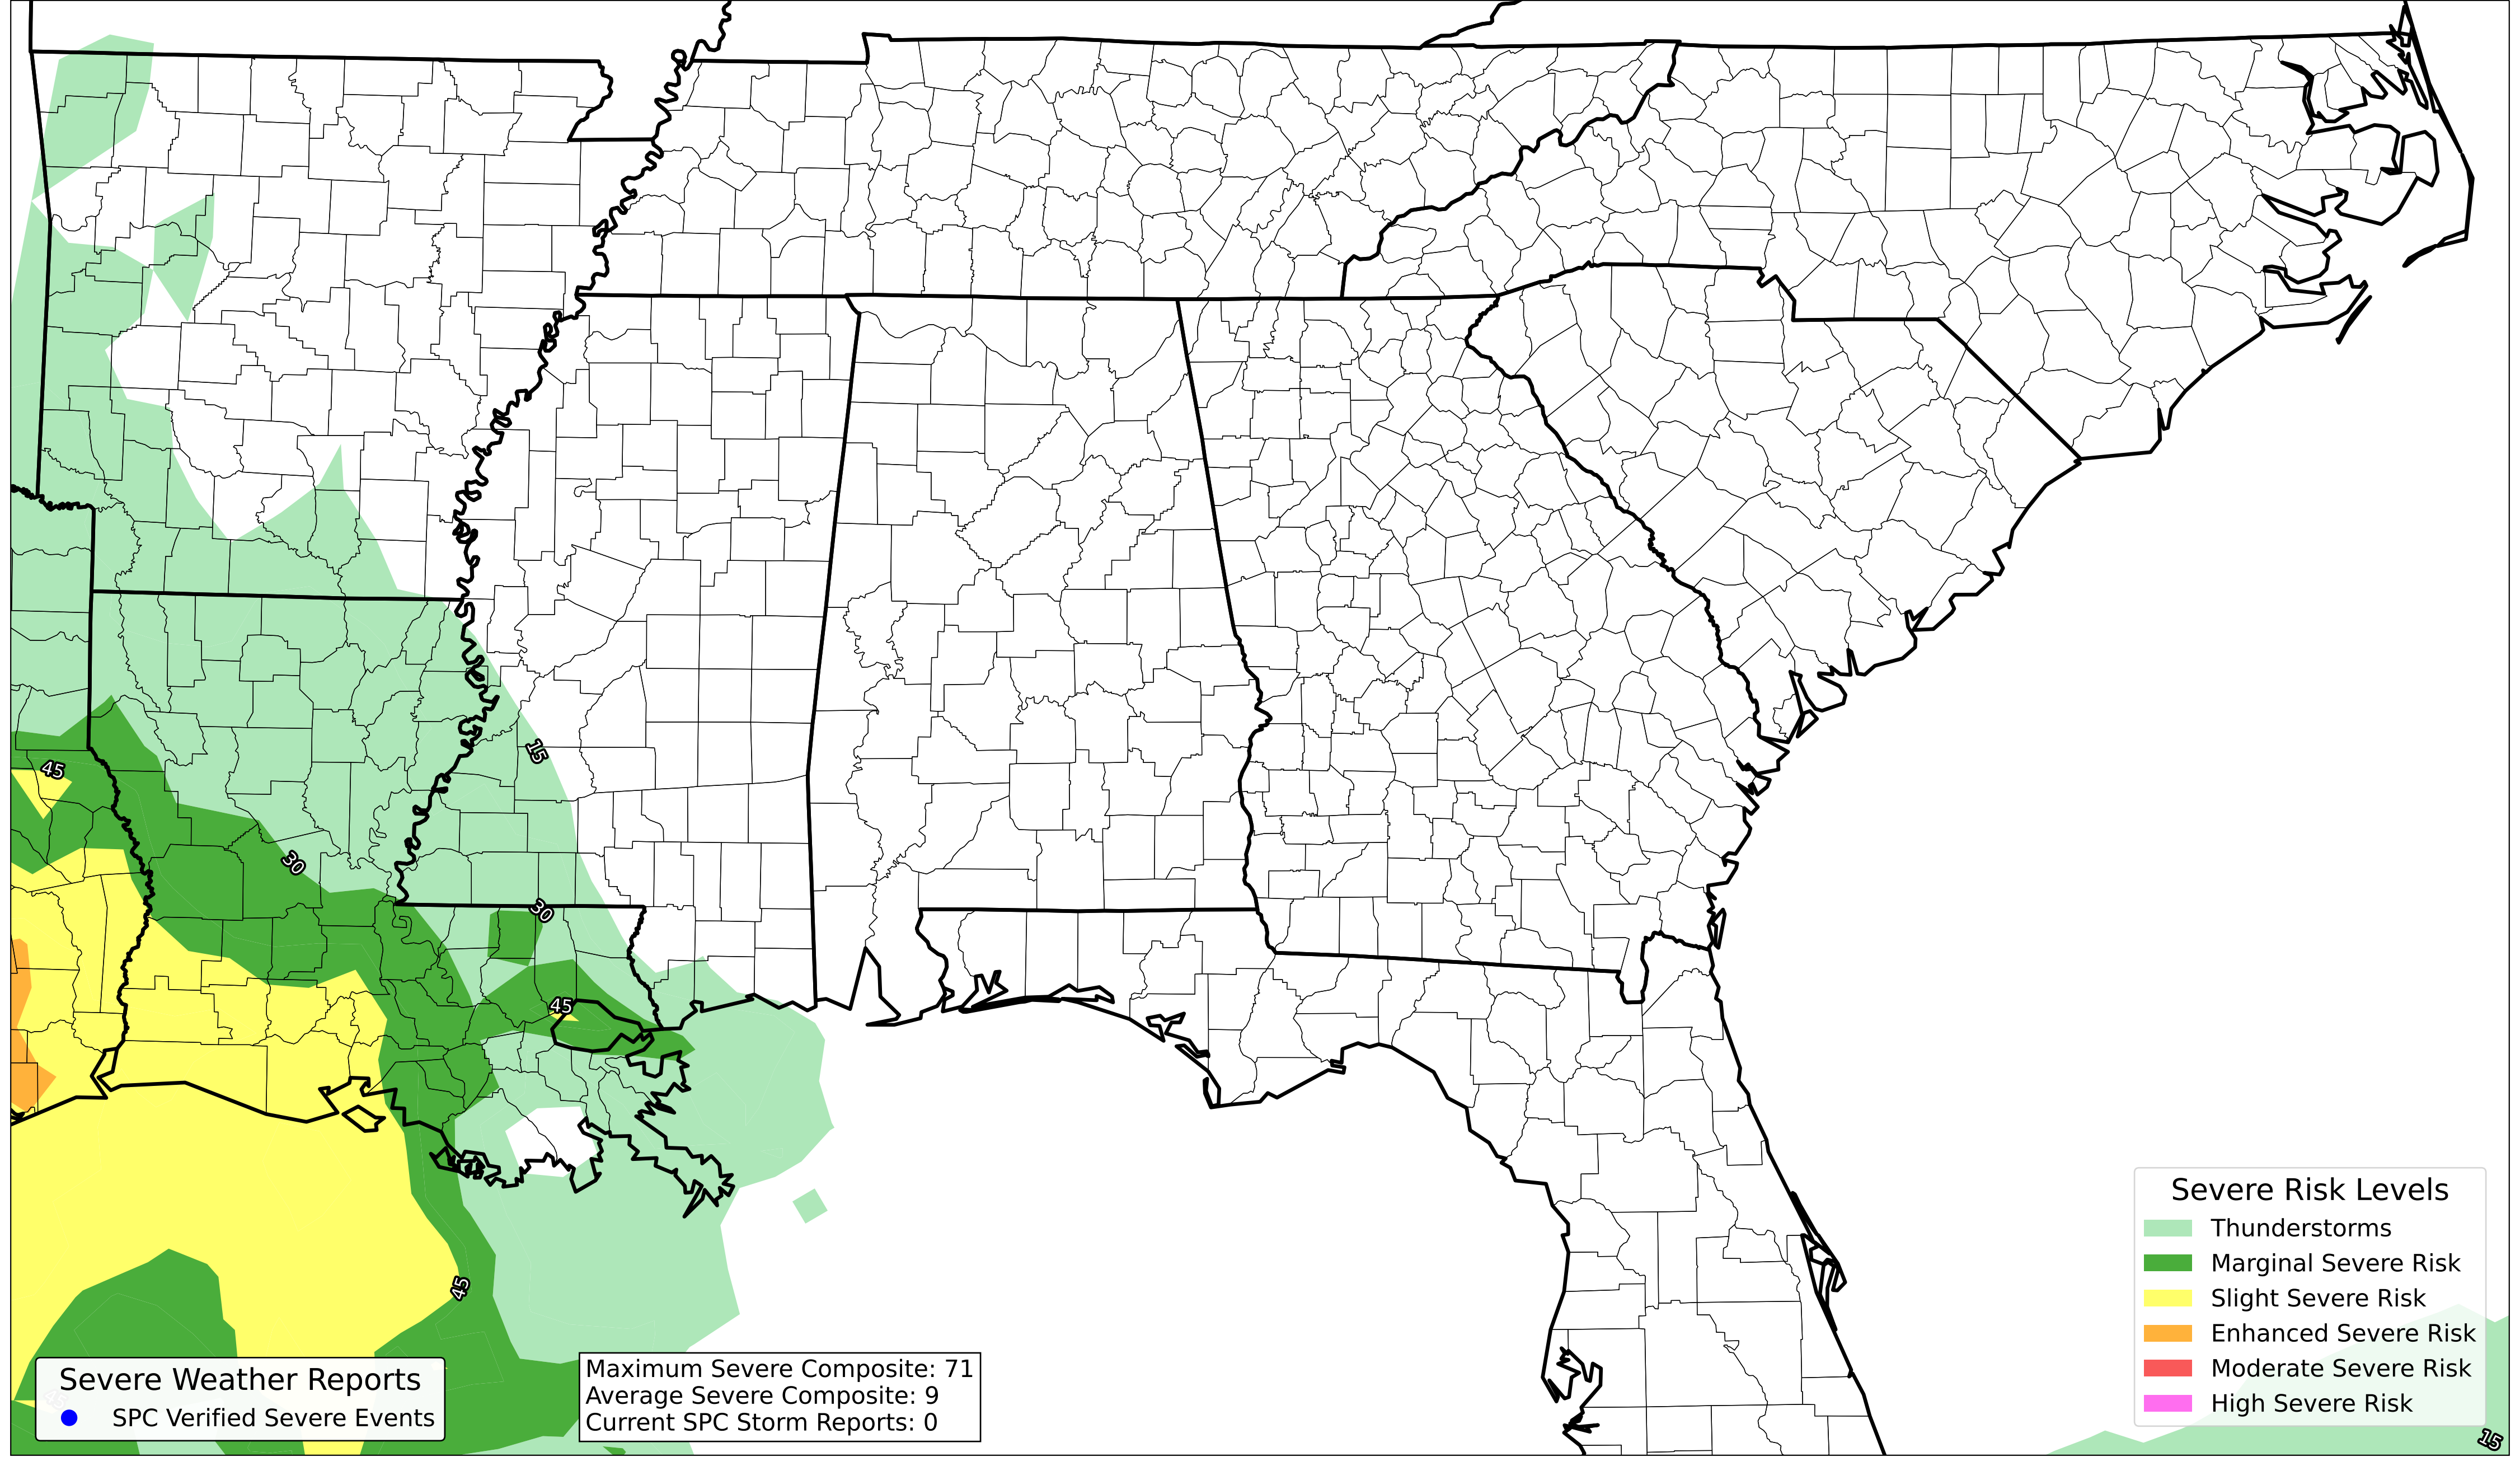 15
45
30
30
45
45
Severe Risk Levels
Thunderstorms
Marginal Severe Risk
Slight Severe Risk
Enhanced Severe Risk
Moderate Severe Risk
High Severe Risk
Severe Weather Reports
SPC Verified Severe Events
Maximum Severe Composite: 71
Average Severe Composite: 9
Current SPC Storm Reports: 0
15